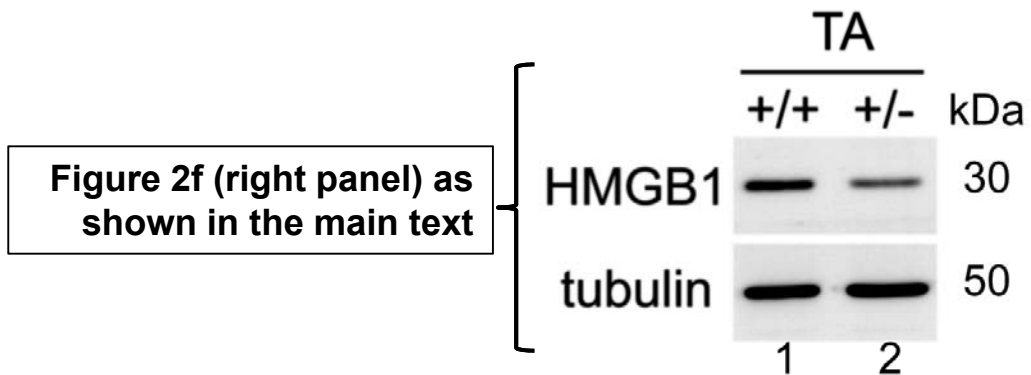 TA
+/+ +/- kDa
Figure 2f (right panel) as
shown in the main text
HMGB1 30
tubulin 50
1 2